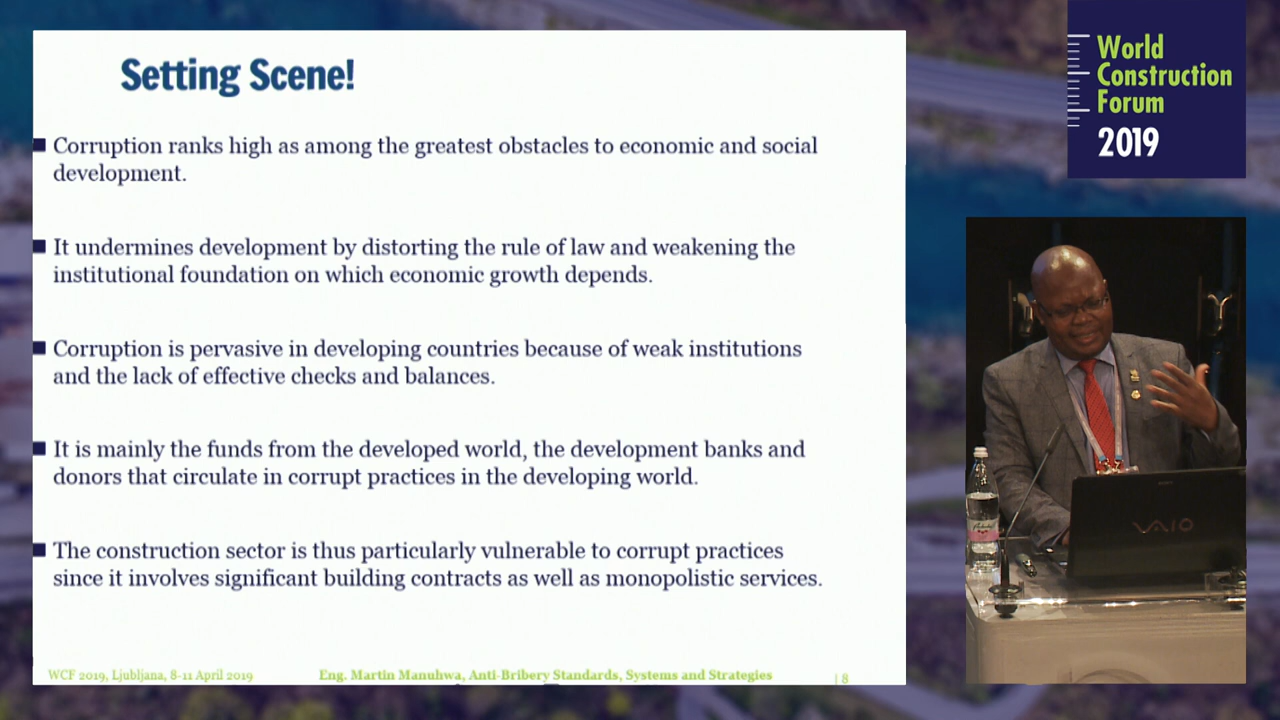 Setting Scene!
Corruption ranks high as among the greatest obstacles to economic and social
development.
It undermines development by distorting the rule of law and weakening the
institutional foundation on which economic growth depends.
Corruption is pervasive in developing countries because of weak institutions
and the lack of effective checks and balances.
It is mainly the funds from the developed world, the development banks and
donors that circulate in corrupt practices in the developing world.
The construction sector is thus particularly vulnerable to corrupt practices
since it involves significant building contracts as well as monopolistic services.
WCF 2019, Ljubljana, 8-11 April 2019
Eng. Martin Manuhwa, Anti-Bribery Standards, Systems and Strategies
| 8
World
Construction
Forum
2019
VAIO